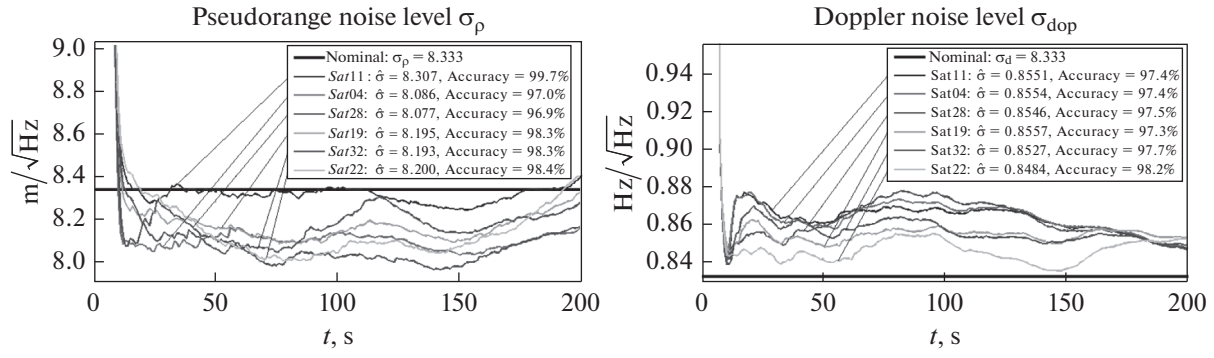 Pseudorange noise level σρ
9.0
8.8
8.6
8.4
8.2
8.0
m/√Hz
Nominal: σρ = 8.333
Sat11: σ̂ = 8.307, Accuracy = 99.7%
Sat04: σ̂ = 8.086, Accuracy = 97.0%
Sat28: σ̂ = 8.077, Accuracy = 96.9%
Sat19: σ̂ = 8.195, Accuracy = 98.3%
Sat32: σ̂ = 8.193, Accuracy = 98.3%
Sat22: σ̂ = 8.200, Accuracy = 98.4%
0 50 100 150 200
t, s
Doppler noise level σdop
0.94
0.92
0.90
0.88
0.86
0.84
Hz/√Hz
Nominal: σd = 8.333
Sat11: σ̂ = 0.8551, Accuracy = 97.4%
Sat04: σ̂ = 0.8554, Accuracy = 97.4%
Sat28: σ̂ = 0.8546, Accuracy = 97.5%
Sat19: σ̂ = 0.8557, Accuracy = 97.3%
Sat32: σ̂ = 0.8527, Accuracy = 97.7%
Sat22: σ̂ = 0.8484, Accuracy = 98.2%
0 50 100 150 200
t, s